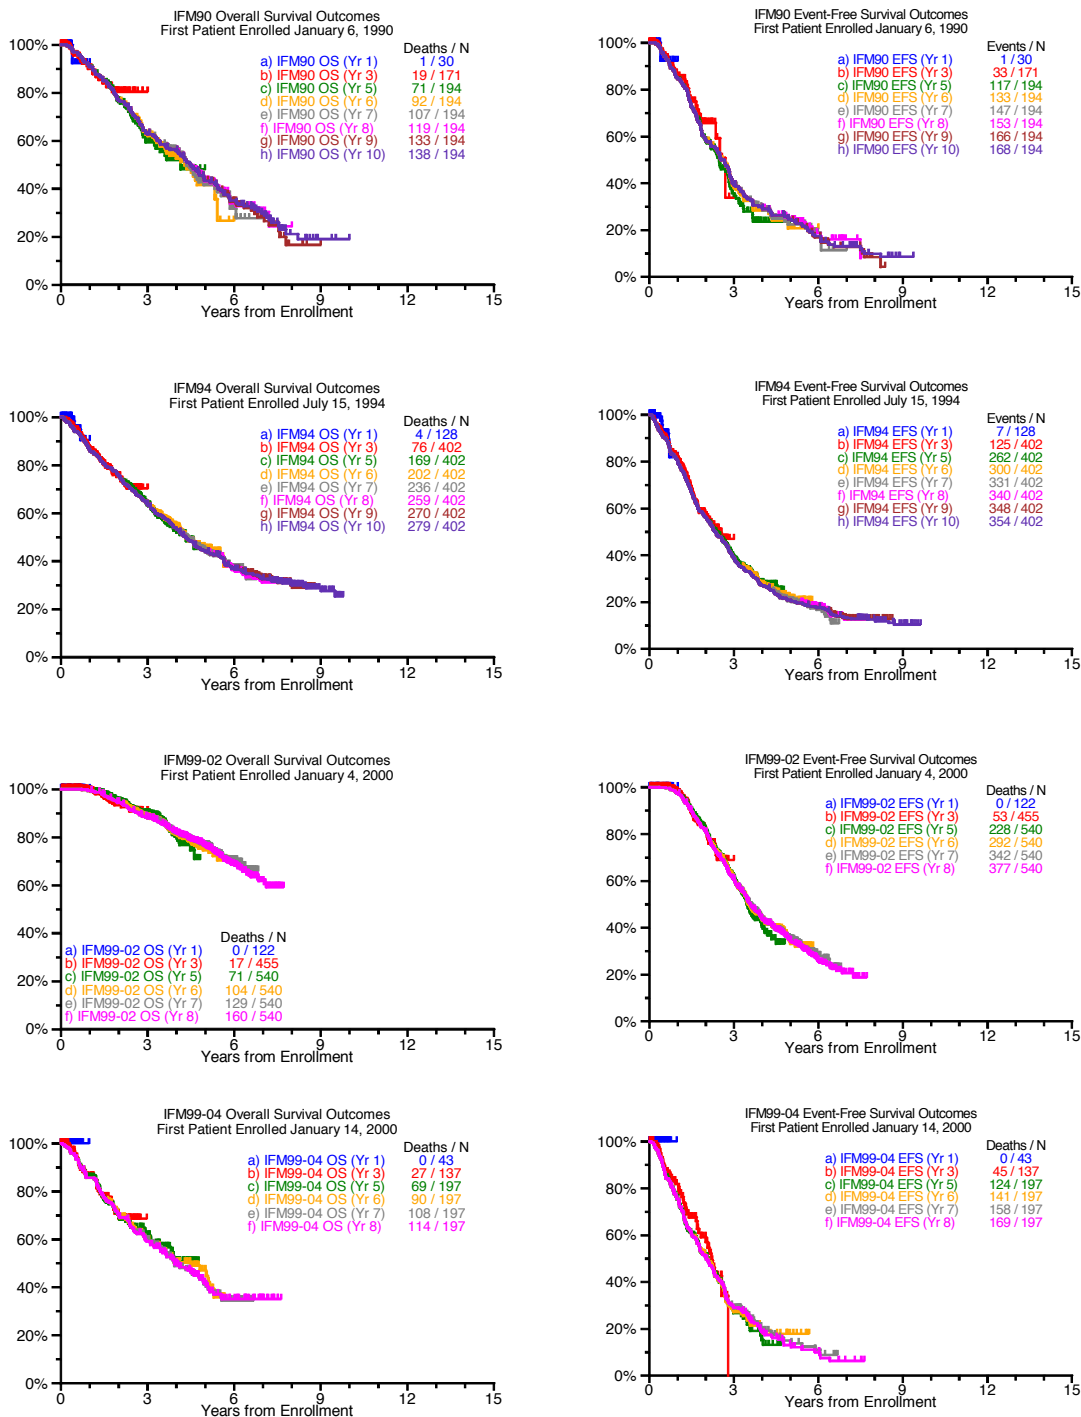 IFM90 Overall Survival Outcomes
First Patient Enrolled January 6, 1990
Deaths / N
a) IFM90 OS (Yr 1) 1 / 30
b) IFM90 OS (Yr 3) 19 / 171
c) IFM90 OS (Yr 5) 71 / 194
d) IFM90 OS (Yr 6) 92 / 194
e) IFM90 OS (Yr 7) 107 / 194
f) IFM90 OS (Yr 8) 119 / 194
g) IFM90 OS (Yr 9) 133 / 194
h) IFM90 OS (Yr 10) 138 / 194
100%
80%
60%
40%
20%
0%
0 3 6 9 12 15
Years from Enrollment
IFM90 Event-Free Survival Outcomes
First Patient Enrolled January 6, 1990
Events / N
a) IFM90 EFS (Yr 1) 1 / 30
b) IFM90 EFS (Yr 3) 33 / 171
c) IFM90 EFS (Yr 5) 117 / 194
d) IFM90 EFS (Yr 6) 133 / 194
e) IFM90 EFS (Yr 7) 147 / 194
f) IFM90 EFS (Yr 8) 153 / 194
g) IFM90 EFS (Yr 9) 166 / 194
h) IFM90 EFS (Yr 10) 168 / 194
100%
80%
60%
40%
20%
0%
0 3 6 9 12 15
Years from Enrollment
IFM94 Overall Survival Outcomes
First Patient Enrolled July 15, 1994
Deaths / N
a) IFM94 OS (Yr 1) 4 / 128
b) IFM94 OS (Yr 3) 76 / 402
c) IFM94 OS (Yr 5) 169 / 402
d) IFM94 OS (Yr 6) 202 / 402
e) IFM94 OS (Yr 7) 236 / 402
f) IFM94 OS (Yr 8) 259 / 402
g) IFM94 OS (Yr 9) 270 / 402
h) IFM94 OS (Yr 10) 279 / 402
100%
80%
60%
40%
20%
0%
0 3 6 9 12 15
Years from Enrollment
IFM94 Event-Free Survival Outcomes
First Patient Enrolled July 15, 1994
Events / N
a) IFM94 EFS (Yr 1) 7 / 128
b) IFM94 EFS (Yr 3) 125 / 402
c) IFM94 EFS (Yr 5) 262 / 402
d) IFM94 EFS (Yr 6) 300 / 402
e) IFM94 EFS (Yr 7) 331 / 402
f) IFM94 EFS (Yr 8) 340 / 402
g) IFM94 EFS (Yr 9) 348 / 402
h) IFM94 EFS (Yr 10) 354 / 402
100%
80%
60%
40%
20%
0%
0 3 6 9 12 15
Years from Enrollment
IFM99-02 Overall Survival Outcomes
First Patient Enrolled January 4, 2000
100%
80%
60%
40%
20%
0%
Deaths / N
a) IFM99-02 OS (Yr 1) 0 / 122
b) IFM99-02 OS (Yr 3) 17 / 455
c) IFM99-02 OS (Yr 5) 71 / 540
d) IFM99-02 OS (Yr 6) 104 / 540
e) IFM99-02 OS (Yr 7) 129 / 540
f) IFM99-02 OS (Yr 8) 160 / 540
0 3 6 9 12 15
Years from Enrollment
IFM99-02 Event-Free Survival Outcomes
First Patient Enrolled January 4, 2000
Deaths / N
a) IFM99-02 EFS (Yr 1) 0 / 122
b) IFM99-02 EFS (Yr 3) 53 / 455
c) IFM99-02 EFS (Yr 5) 228 / 540
d) IFM99-02 EFS (Yr 6) 292 / 540
e) IFM99-02 EFS (Yr 7) 342 / 540
f) IFM99-02 EFS (Yr 8) 377 / 540
100%
80%
60%
40%
20%
0%
0 3 6 9 12 15
Years from Enrollment
IFM99-04 Overall Survival Outcomes
First Patient Enrolled January 14, 2000
Deaths / N
a) IFM99-04 OS (Yr 1) 0 / 43
b) IFM99-04 OS (Yr 3) 27 / 137
c) IFM99-04 OS (Yr 5) 69 / 197
d) IFM99-04 OS (Yr 6) 90 / 197
e) IFM99-04 OS (Yr 7) 108 / 197
f) IFM99-04 OS (Yr 8) 114 / 197
100%
80%
60%
40%
20%
0%
0 3 6 9 12 15
Years from Enrollment
IFM99-04 Event-Free Survival Outcomes
First Patient Enrolled January 14, 2000
Deaths / N
a) IFM99-04 EFS (Yr 1) 0 / 43
b) IFM99-04 EFS (Yr 3) 45 / 137
c) IFM99-04 EFS (Yr 5) 124 / 197
d) IFM99-04 EFS (Yr 6) 141 / 197
e) IFM99-04 EFS (Yr 7) 158 / 197
f) IFM99-04 EFS (Yr 8) 169 / 197
100%
80%
60%
40%
20%
0%
0 3 6 9 12 15
Years from Enrollment